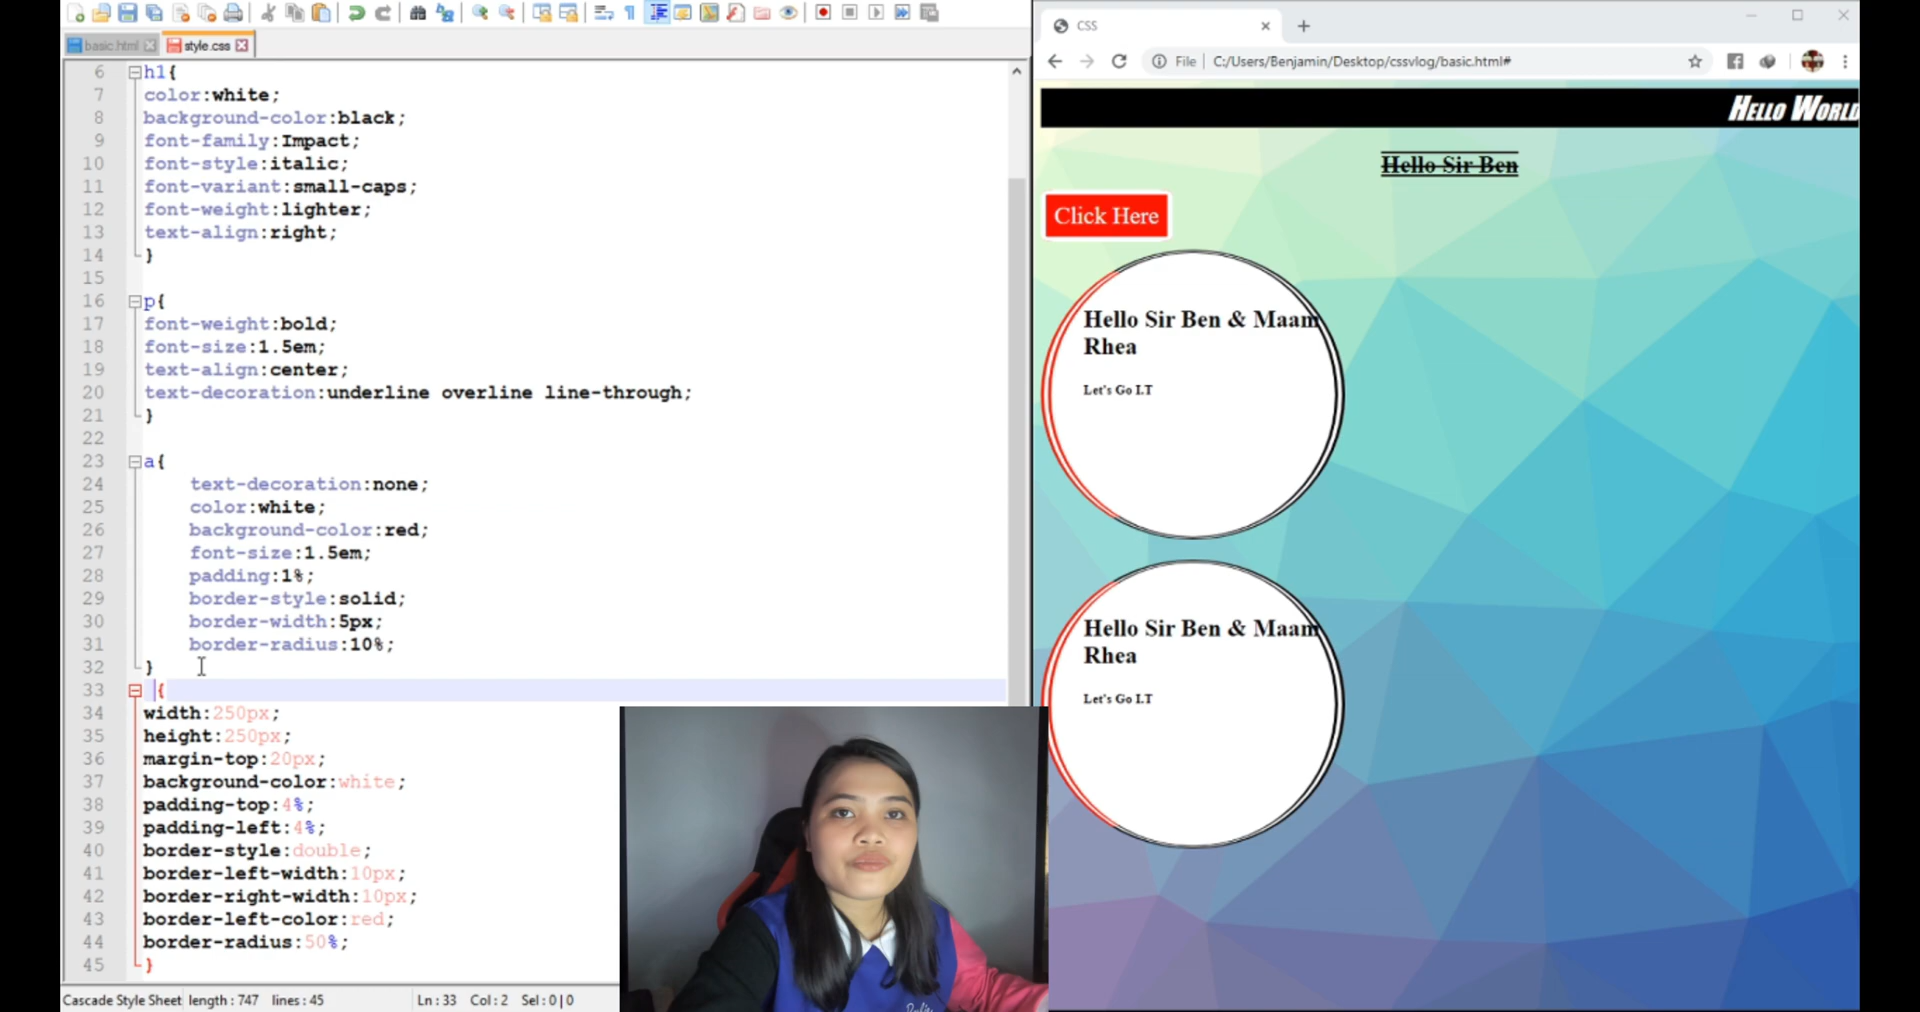 basic.html
style.css
6 h1{
7 color:white;
8 background-color:black;
9 font-family:Impact;
10 font-style:italic;
11 font-variant:small-caps;
12 font-weight:lighter;
13 text-align:right;
14 }
15
16 p{
17 font-weight:bold;
18 font-size:1.5em;
19 text-align:center;
20 text-decoration:underline overline line-through;
21 }
22
23 a{
24 text-decoration:none;
25 color:white;
26 background-color:red;
27 font-size:1.5em;
28 padding:1%;
29 border-style:solid;
30 border-width:5px;
31 border-radius:10%;
32 }
33 {
34 width:250px;
35 height:250px;
36 margin-top:20px;
37 background-color:white;
38 padding-top:4%;
39 padding-left:4%;
40 border-style:double;
41 border-left-width:10px;
42 border-right-width:10px;
43 border-left-color:red;
44 border-radius:50%;
45 }
Cascade Style Sheet length : 747 lines : 45 Ln : 33 Col : 2 Sel : 0 | 0
CSS
File C:/Users/Benjamin/Desktop/cssvlog/basic.html#
HELLO WORLD
Hello Sir Ben
Click Here
Hello Sir Ben & Maam
Rhea
Let's Go I.T
Hello Sir Ben & Maam
Rhea
Let's Go I.T